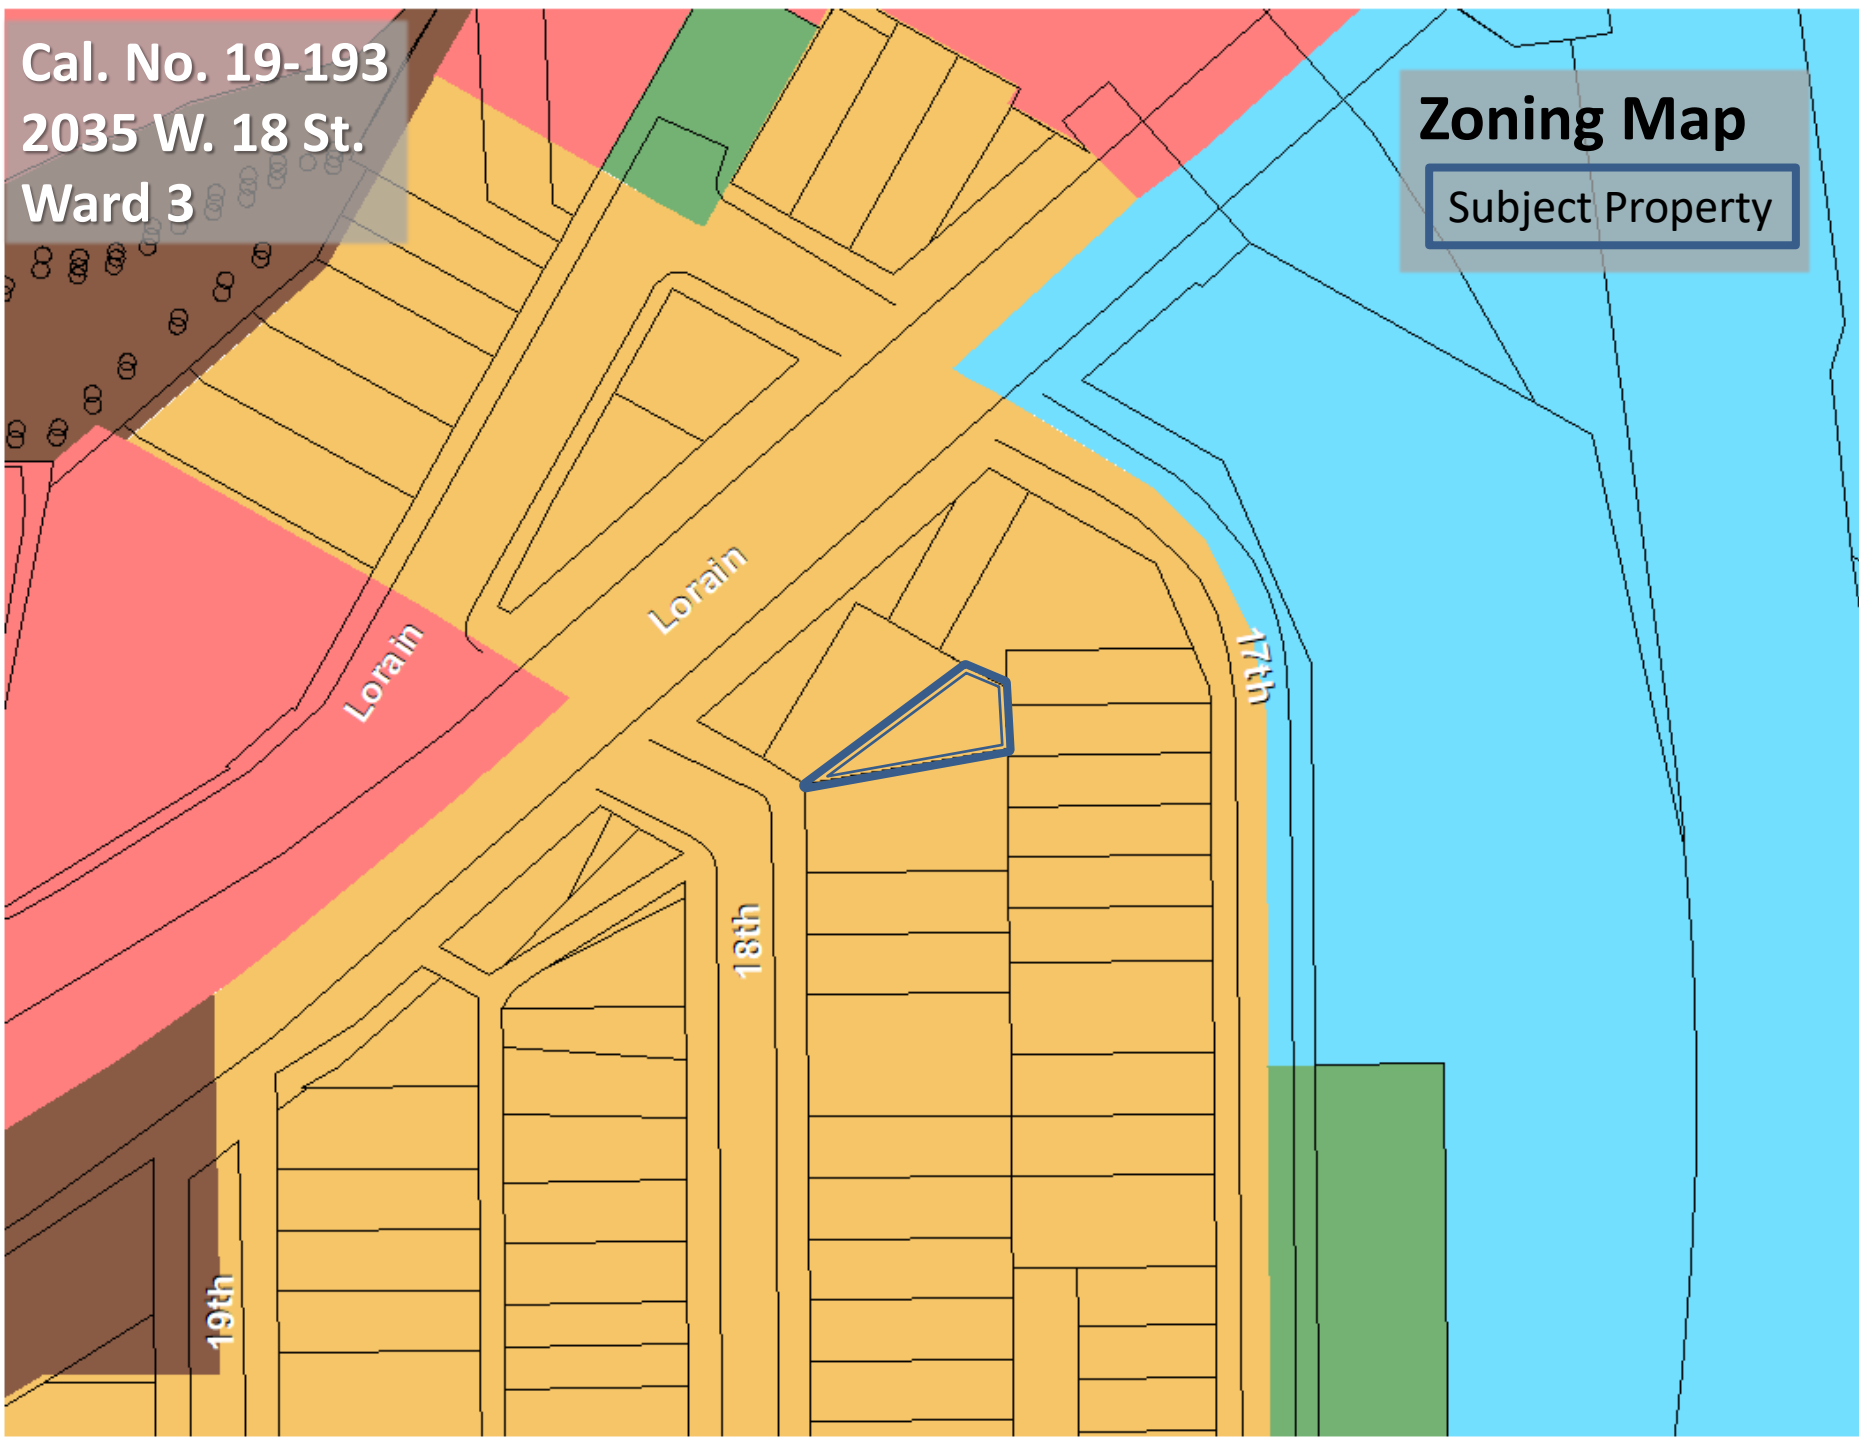 Cal. No. 19-193
2035 W. 18 St.
Ward 3
Zoning Map
Subject Property
Lorain
Lorain
17th
18th
19th